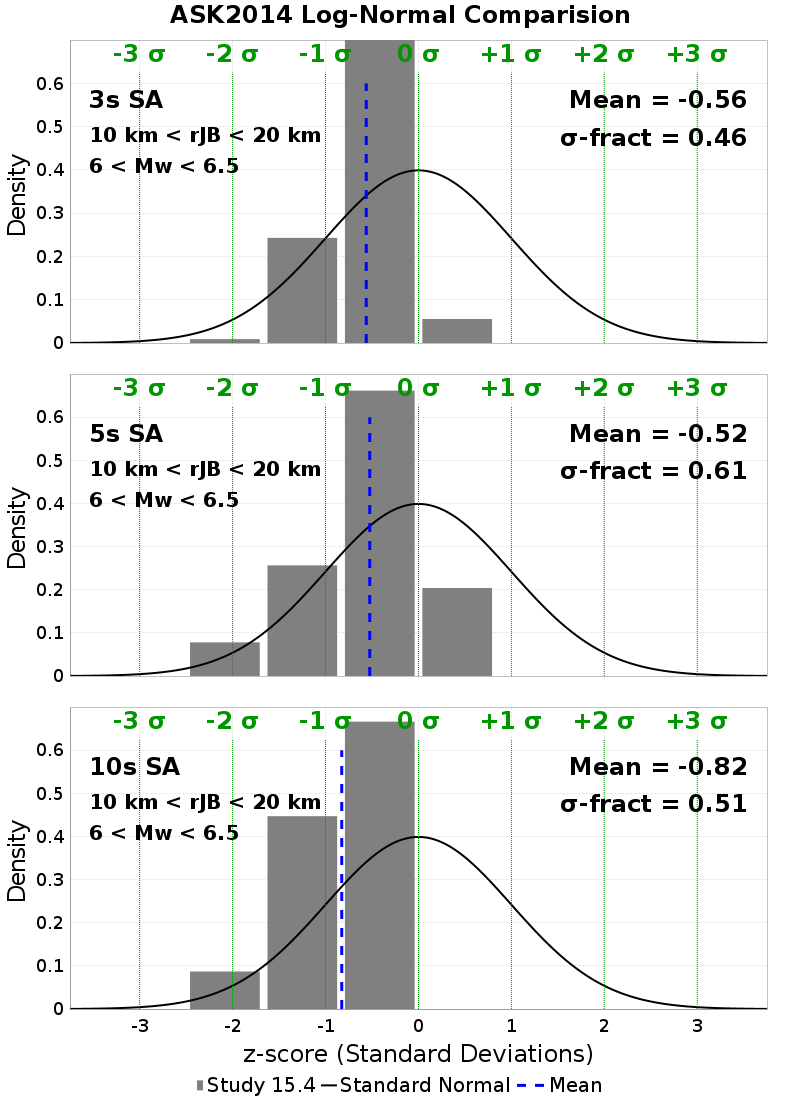 ASK2014 Log-Normal Comparision
-3 σ -2 σ -1 σ 0 σ +1 σ +2 σ +3 σ
3s SA
10 km < rJB < 20 km
6 < Mw < 6.5
Mean = -0.56
σ-fract = 0.46
Density
0.6
0.5
0.4
0.3
0.2
0.1
0
-3 σ -2 σ -1 σ 0 σ +1 σ +2 σ +3 σ
5s SA
10 km < rJB < 20 km
6 < Mw < 6.5
Mean = -0.52
σ-fract = 0.61
Density
0.6
0.5
0.4
0.3
0.2
0.1
0
-3 σ -2 σ -1 σ 0 σ +1 σ +2 σ +3 σ
10s SA
10 km < rJB < 20 km
6 < Mw < 6.5
Mean = -0.82
σ-fract = 0.51
Density
0.6
0.5
0.4
0.3
0.2
0.1
0
-3 -2 -1 0 1 2 3
z-score (Standard Deviations)
Study 15.4 Standard Normal Mean